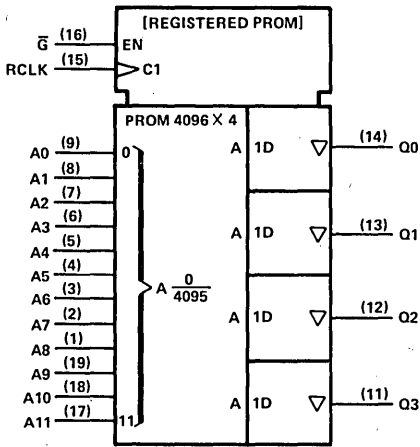 [REGISTERED PROM]
G̅ (16) EN
RCLK (15) C1
PROM 4096 X 4
A0 (9) 0 A 1D ▽ (14) Q0
A1 (8)
A2 (7)
A3 (6) A 1D ▽ (13) Q1
A4 (5)
A5 (4) A 0/4095
A6 (3)
A7 (2) A 1D ▽ (12) Q2
A8 (1)
A9 (19)
A10 (18) A 1D ▽ (11) Q3
A11 (17) 11